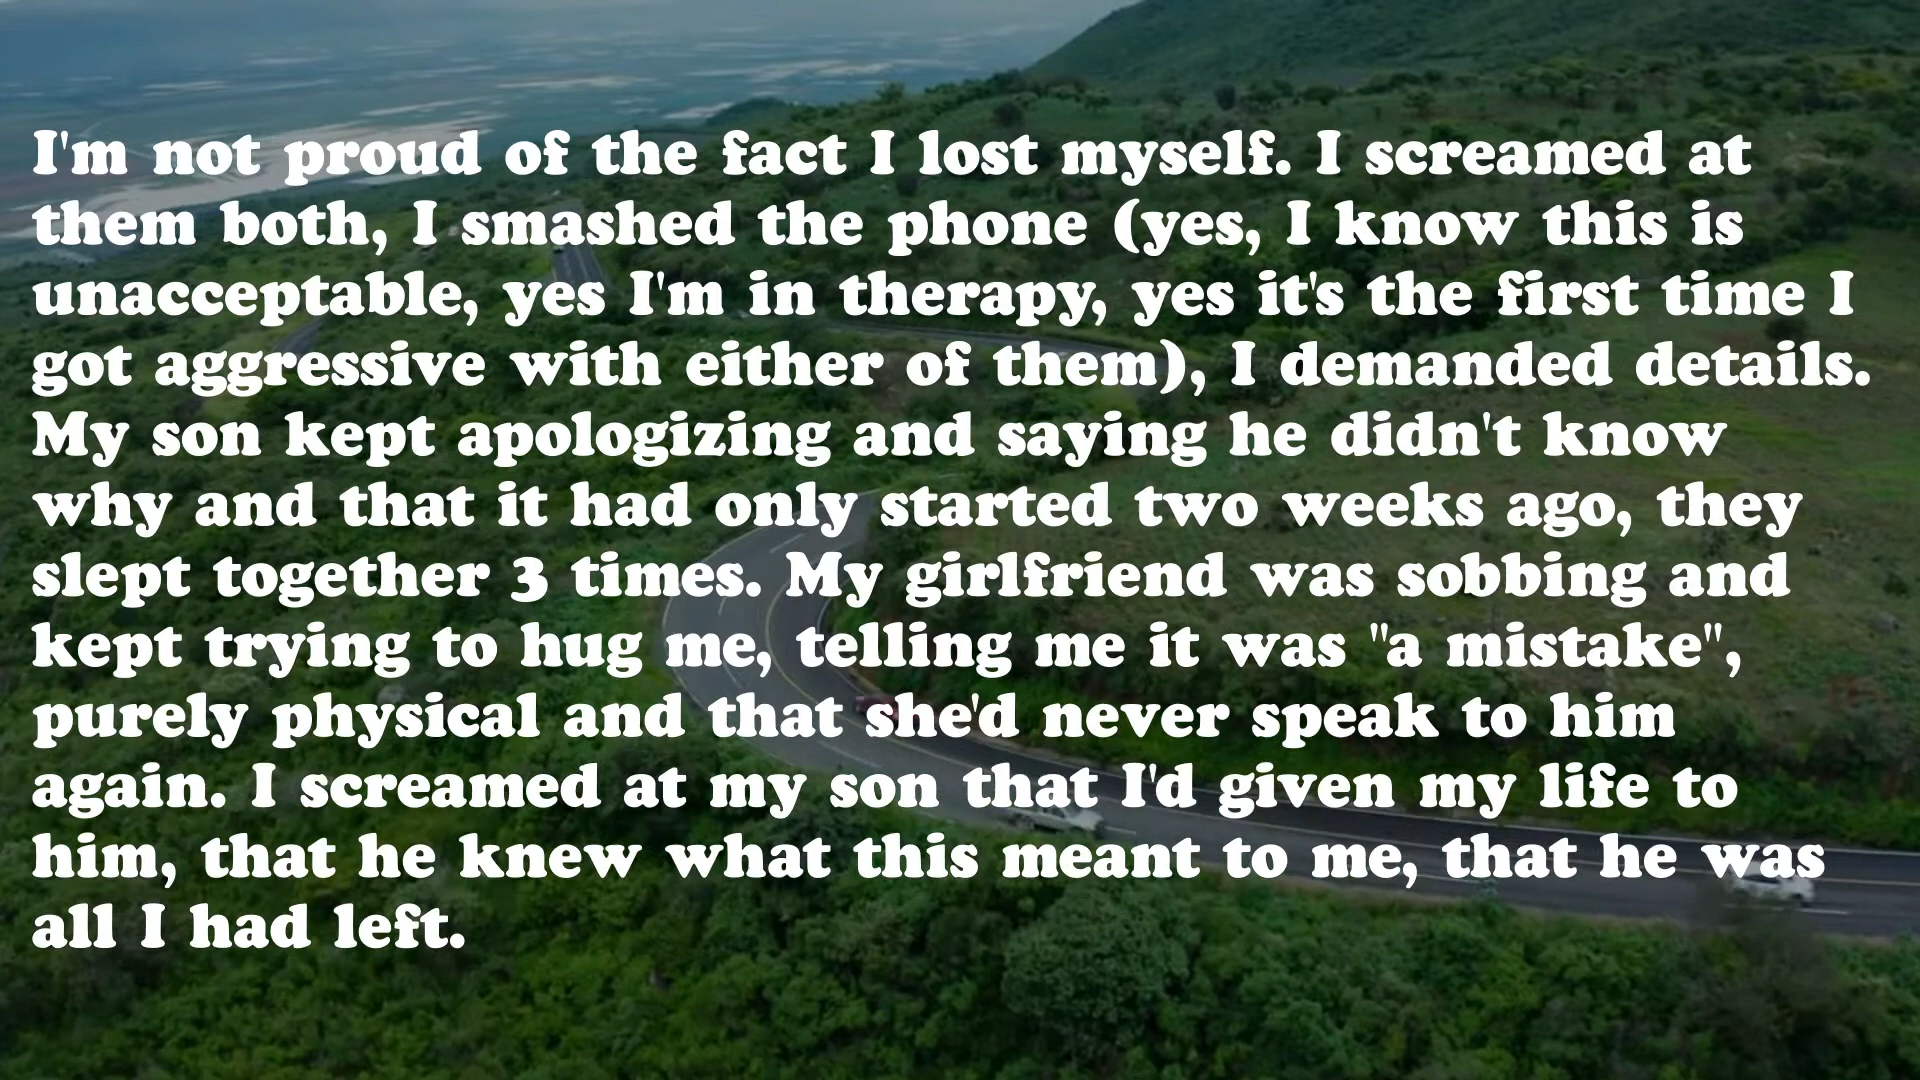 I'm not proud of the fact I lost myself. I screamed at
them both, I smashed the phone (yes, I know this is
unacceptable, yes I'm in therapy, yes it's the first time I
got aggressive with either of them), I demanded details.
My son kept apologizing and saying he didn't know
why and that it had only started two weeks ago, they
slept together 3 times. My girlfriend was sobbing and
kept trying to hug me, telling me it was "a mistake",
purely physical and that she'd never speak to him
again. I screamed at my son that I'd given my life to
him, that he knew what this meant to me, that he was
all I had left.